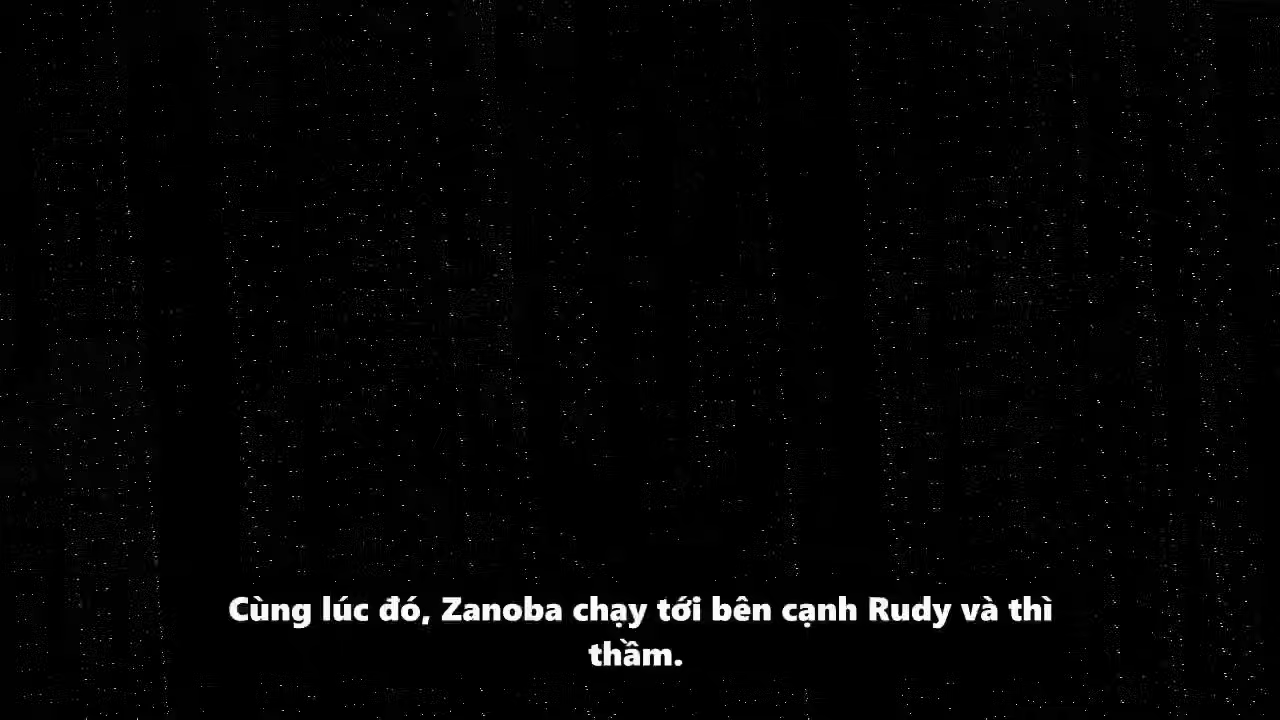 Cùng lúc đó, Zanoba chạy tới bên cạnh Rudy và thì
thầm.